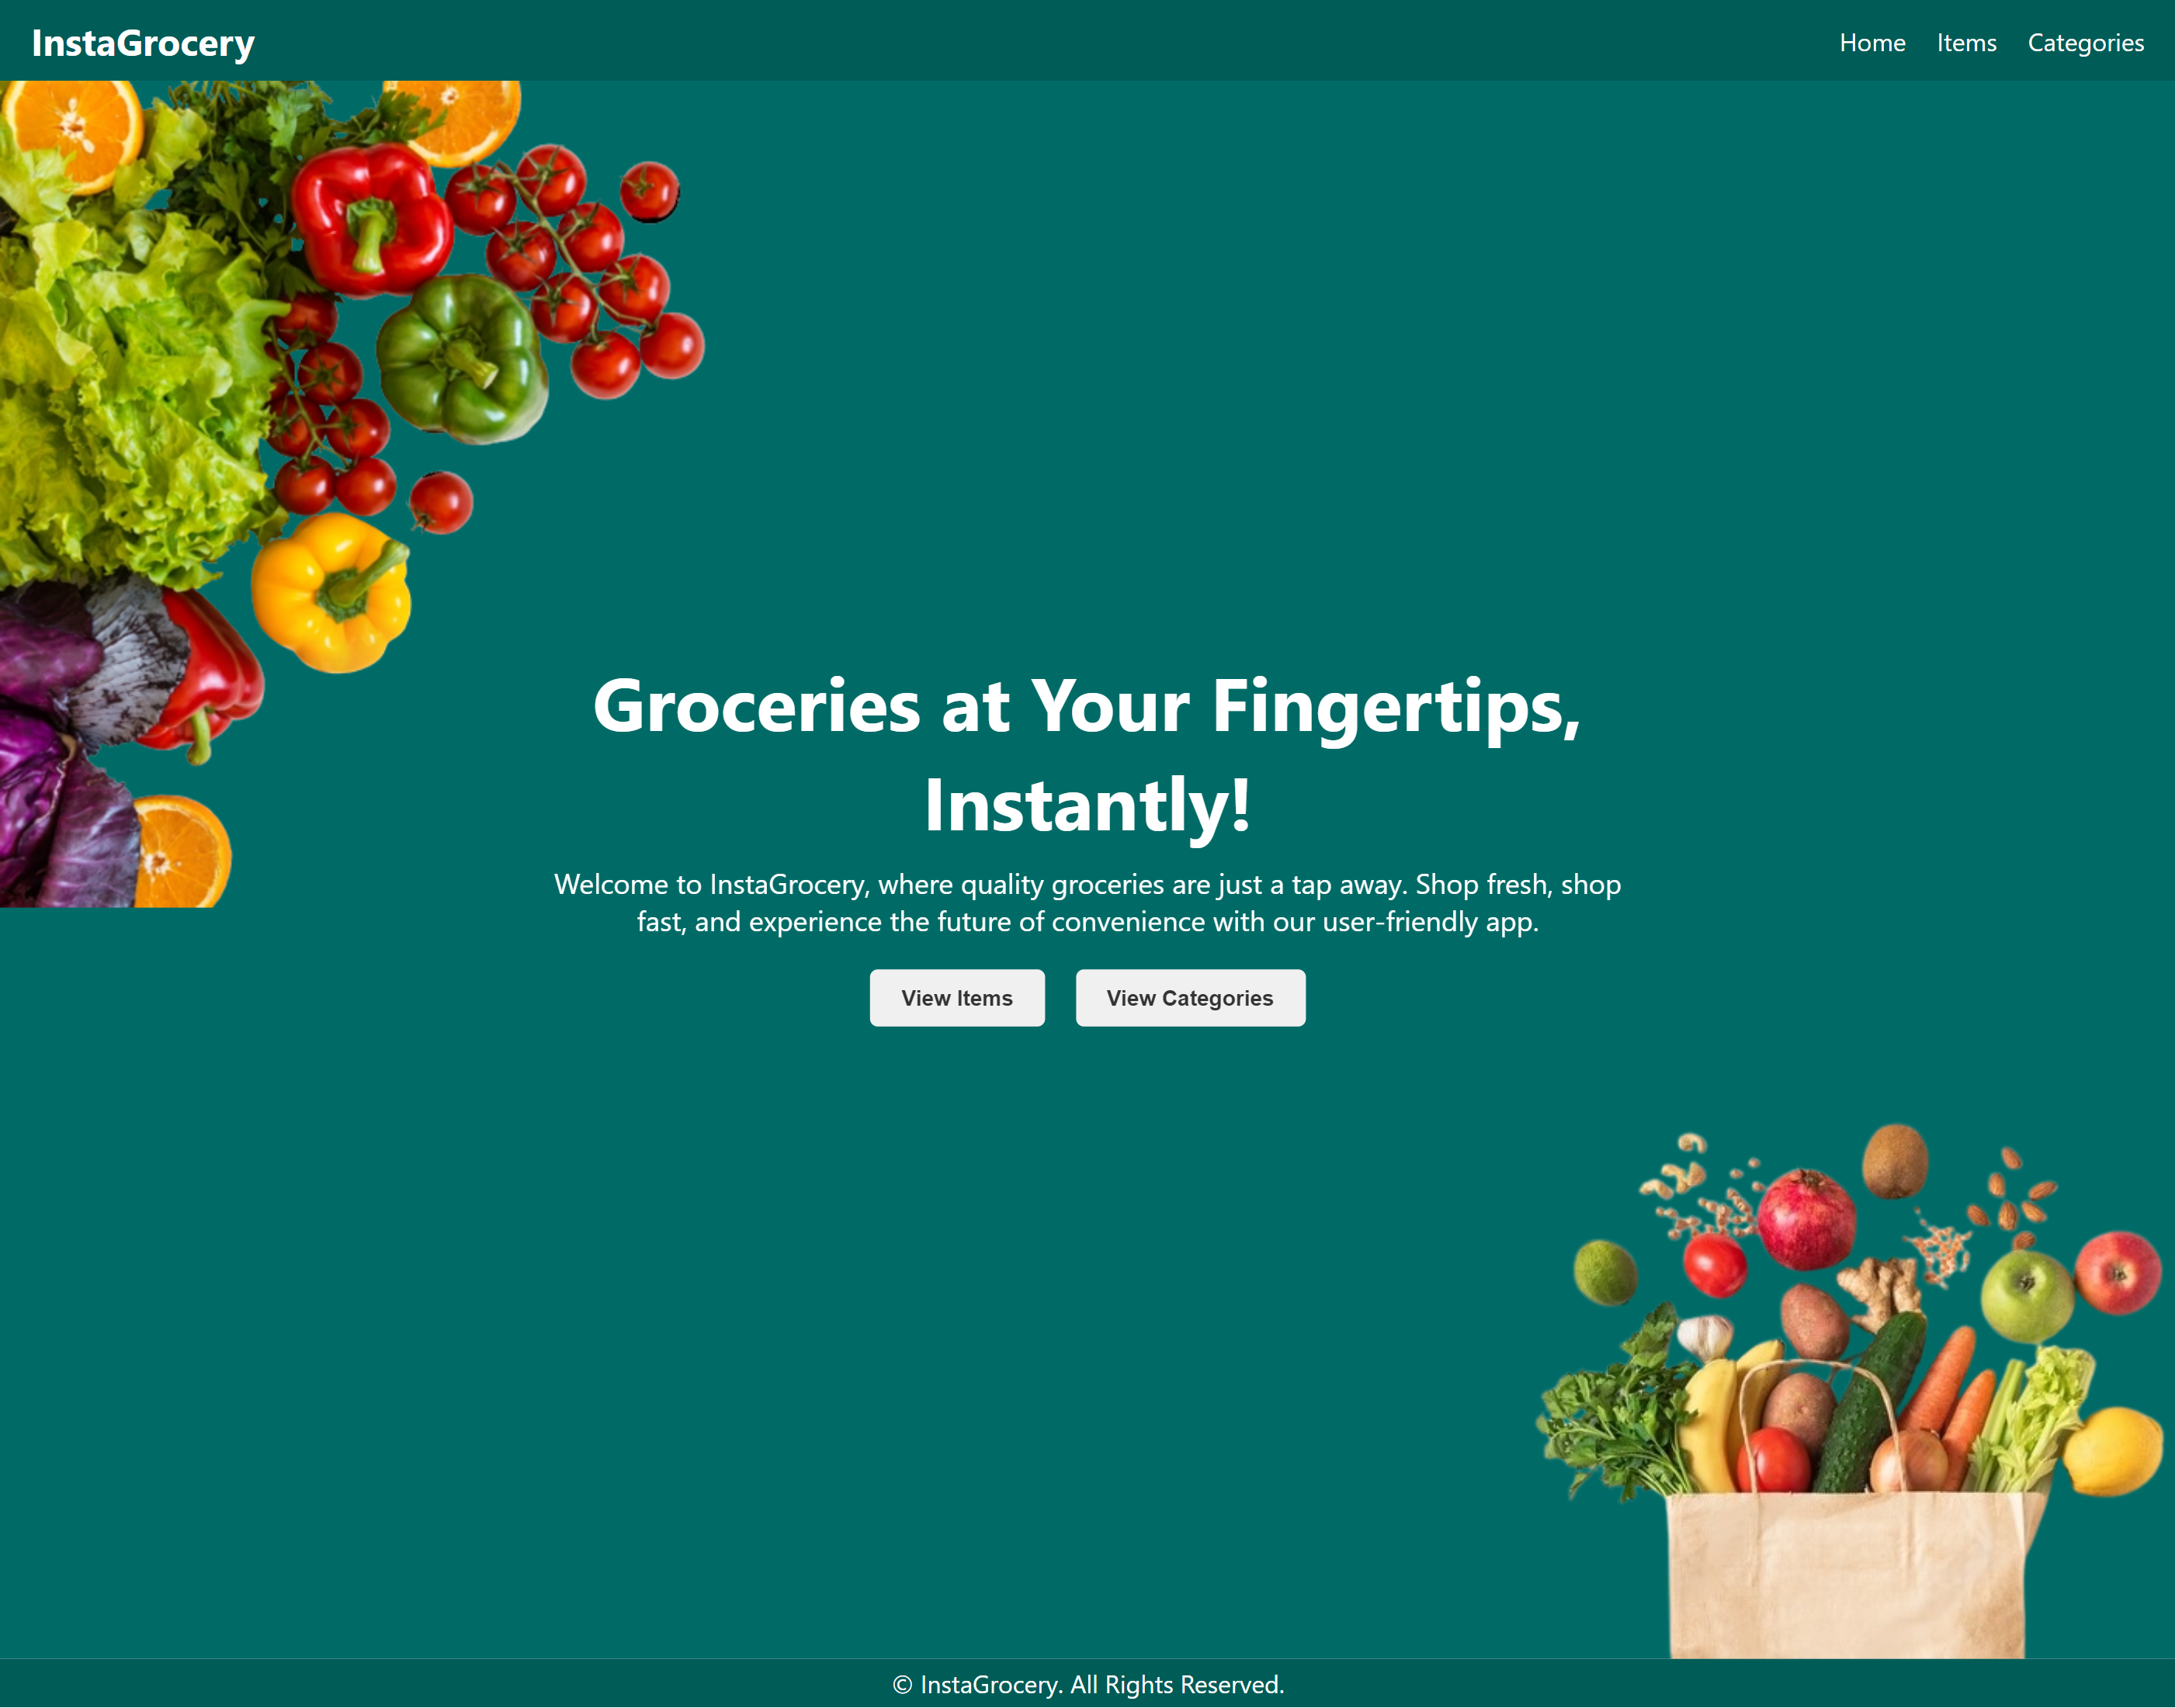 InstaGrocery
Home Items Categories
Groceries at Your Fingertips,
Instantly!
Welcome to InstaGrocery, where quality groceries are just a tap away. Shop fresh, shop
fast, and experience the future of convenience with our user-friendly app.
View Items View Categories
© InstaGrocery. All Rights Reserved.